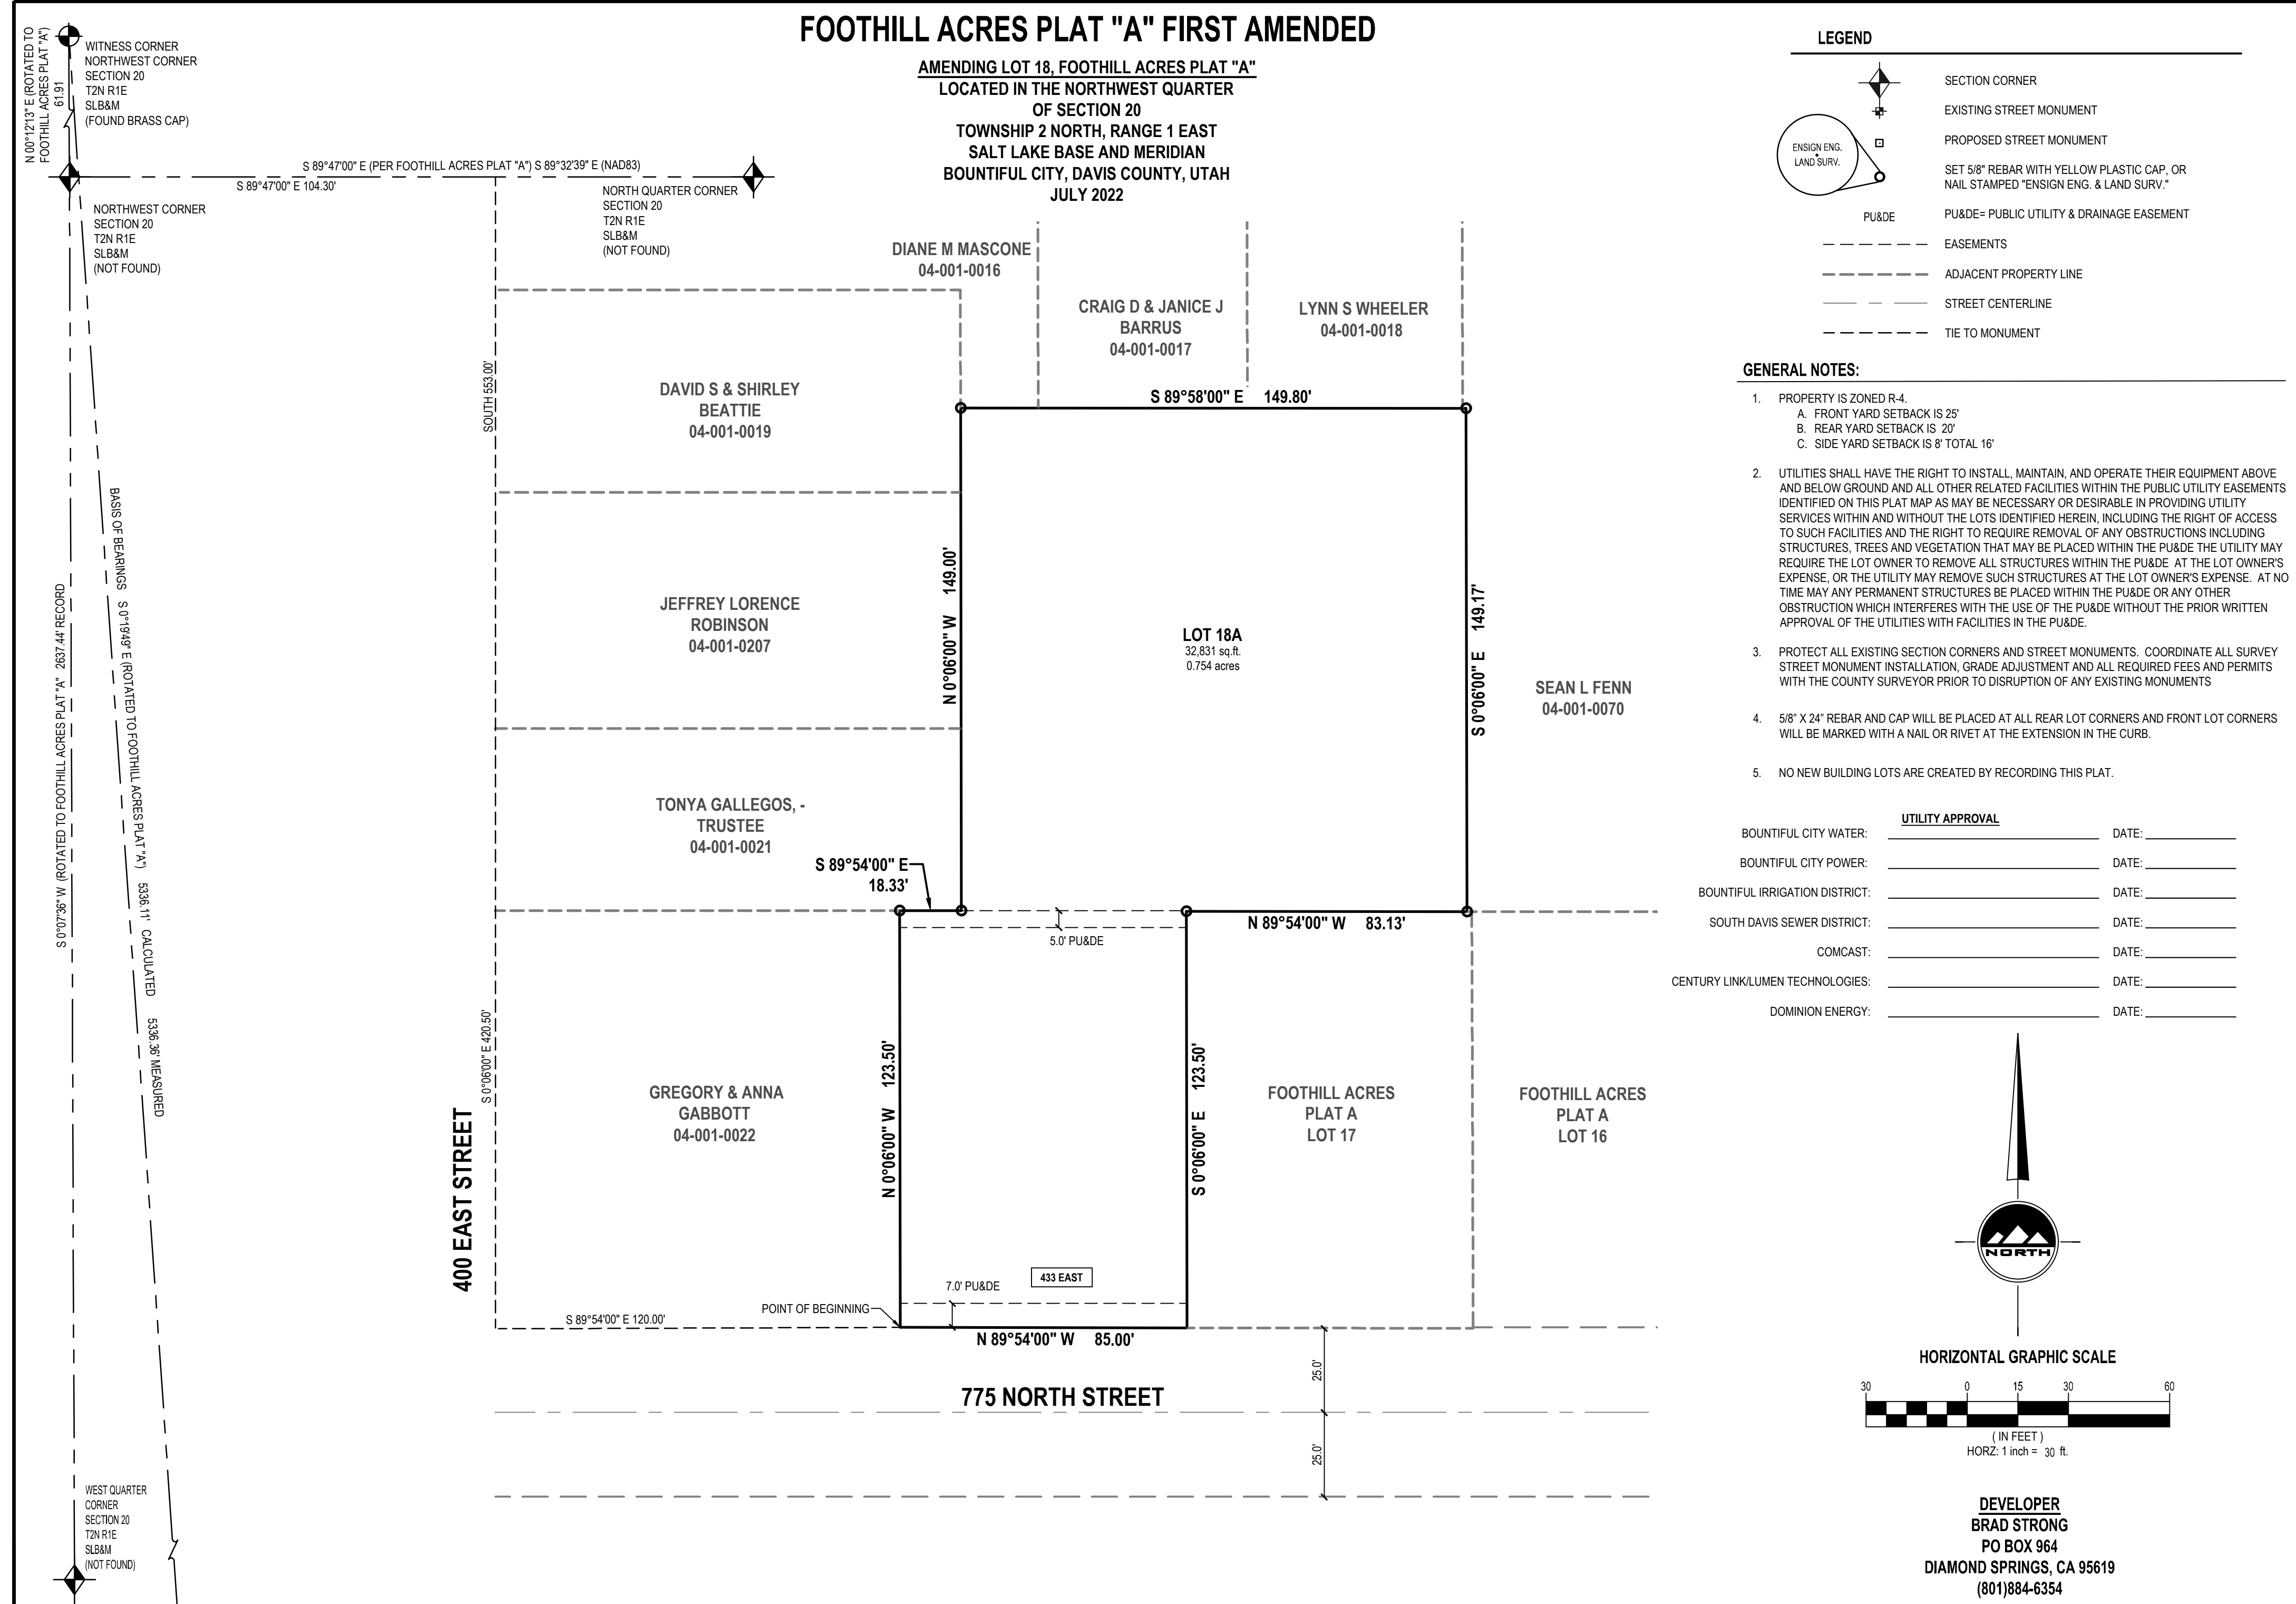 FOOTHILL ACRES PLAT "A" FIRST AMENDED
AMENDING LOT 18, FOOTHILL ACRES PLAT "A"
LOCATED IN THE NORTHWEST QUARTER
OF SECTION 20
TOWNSHIP 2 NORTH, RANGE 1 EAST
SALT LAKE BASE AND MERIDIAN
BOUNTIFUL CITY, DAVIS COUNTY, UTAH
JULY 2022
N 00°12'13" E (ROTATED TO
FOOTHILL ACRES PLAT "A")
61.91
WITNESS CORNER
NORTHWEST CORNER
SECTION 20
T2N R1E
SLB&M
(FOUND BRASS CAP)
S 89°47'00" E (PER FOOTHILL ACRES PLAT "A") S 89°32'39" E (NAD83)
S 89°47'00" E 104.30'
NORTHWEST CORNER
SECTION 20
T2N R1E
SLB&M
(NOT FOUND)
NORTH QUARTER CORNER
SECTION 20
T2N R1E
SLB&M
(NOT FOUND)
S 0°07'36" W (ROTATED TO FOOTHILL ACRES PLAT "A" 2637.44' RECORD
BASIS OF BEARINGS S 0°19'49" E (ROTATED TO FOOTHILL ACRES PLAT "A") 5336.11' CALCULATED 5336.36' MEASURED
WEST QUARTER
CORNER
SECTION 20
T2N R1E
SLB&M
(NOT FOUND)
SOUTH 553.00'
S 0°06'00" E 420.50'
400 EAST STREET
DIANE M MASCONE
04-001-0016
CRAIG D & JANICE J
BARRUS
04-001-0017
LYNN S WHEELER
04-001-0018
DAVID S & SHIRLEY
BEATTIE
04-001-0019
JEFFREY LORENCE
ROBINSON
04-001-0207
TONYA GALLEGOS, -
TRUSTEE
04-001-0021
GREGORY & ANNA
GABBOTT
04-001-0022
S 89°58'00" E 149.80'
N 0°06'00" W 149.00'
LOT 18A
32,831 sq.ft.
0.754 acres
S 0°06'00" E 149.17'
SEAN L FENN
04-001-0070
S 89°54'00" E
18.33'
N 89°54'00" W 83.13'
5.0' PU&DE
N 0°06'00" W 123.50'
S 0°06'00" E 123.50'
FOOTHILL ACRES
PLAT A
LOT 17
FOOTHILL ACRES
PLAT A
LOT 16
433 EAST
7.0' PU&DE
POINT OF BEGINNING
S 89°54'00" E 120.00'
N 89°54'00" W 85.00'
775 NORTH STREET
25.0'
25.0'
LEGEND
SECTION CORNER
EXISTING STREET MONUMENT
PROPOSED STREET MONUMENT
ENSIGN ENG.
LAND SURV.
SET 5/8" REBAR WITH YELLOW PLASTIC CAP, OR
NAIL STAMPED "ENSIGN ENG. & LAND SURV."
PU&DE PU&DE= PUBLIC UTILITY & DRAINAGE EASEMENT
EASEMENTS
ADJACENT PROPERTY LINE
STREET CENTERLINE
TIE TO MONUMENT
GENERAL NOTES:
1. PROPERTY IS ZONED R-4.
A. FRONT YARD SETBACK IS 25'
B. REAR YARD SETBACK IS 20'
C. SIDE YARD SETBACK IS 8' TOTAL 16'
2. UTILITIES SHALL HAVE THE RIGHT TO INSTALL, MAINTAIN, AND OPERATE THEIR EQUIPMENT ABOVE
AND BELOW GROUND AND ALL OTHER RELATED FACILITIES WITHIN THE PUBLIC UTILITY EASEMENTS
IDENTIFIED ON THIS PLAT MAP AS MAY BE NECESSARY OR DESIRABLE IN PROVIDING UTILITY
SERVICES WITHIN AND WITHOUT THE LOTS IDENTIFIED HEREIN, INCLUDING THE RIGHT OF ACCESS
TO SUCH FACILITIES AND THE RIGHT TO REQUIRE REMOVAL OF ANY OBSTRUCTIONS INCLUDING
STRUCTURES, TREES AND VEGETATION THAT MAY BE PLACED WITHIN THE PU&DE THE UTILITY MAY
REQUIRE THE LOT OWNER TO REMOVE ALL STRUCTURES WITHIN THE PU&DE AT THE LOT OWNER'S
EXPENSE, OR THE UTILITY MAY REMOVE SUCH STRUCTURES AT THE LOT OWNER'S EXPENSE. AT NO
TIME MAY ANY PERMANENT STRUCTURES BE PLACED WITHIN THE PU&DE OR ANY OTHER
OBSTRUCTION WHICH INTERFERES WITH THE USE OF THE PU&DE WITHOUT THE PRIOR WRITTEN
APPROVAL OF THE UTILITIES WITH FACILITIES IN THE PU&DE.
3. PROTECT ALL EXISTING SECTION CORNERS AND STREET MONUMENTS. COORDINATE ALL SURVEY
STREET MONUMENT INSTALLATION, GRADE ADJUSTMENT AND ALL REQUIRED FEES AND PERMITS
WITH THE COUNTY SURVEYOR PRIOR TO DISRUPTION OF ANY EXISTING MONUMENTS
4. 5/8" X 24" REBAR AND CAP WILL BE PLACED AT ALL REAR LOT CORNERS AND FRONT LOT CORNERS
WILL BE MARKED WITH A NAIL OR RIVET AT THE EXTENSION IN THE CURB.
5. NO NEW BUILDING LOTS ARE CREATED BY RECORDING THIS PLAT.
UTILITY APPROVAL
BOUNTIFUL CITY WATER: DATE:
BOUNTIFUL CITY POWER: DATE:
BOUNTIFUL IRRIGATION DISTRICT: DATE:
SOUTH DAVIS SEWER DISTRICT: DATE:
COMCAST: DATE:
CENTURY LINK/LUMEN TECHNOLOGIES: DATE:
DOMINION ENERGY: DATE:
NORTH
HORIZONTAL GRAPHIC SCALE
30 0 15 30 60
( IN FEET )
HORZ: 1 inch = 30 ft.
DEVELOPER
BRAD STRONG
PO BOX 964
DIAMOND SPRINGS, CA 95619
(801)884-6354